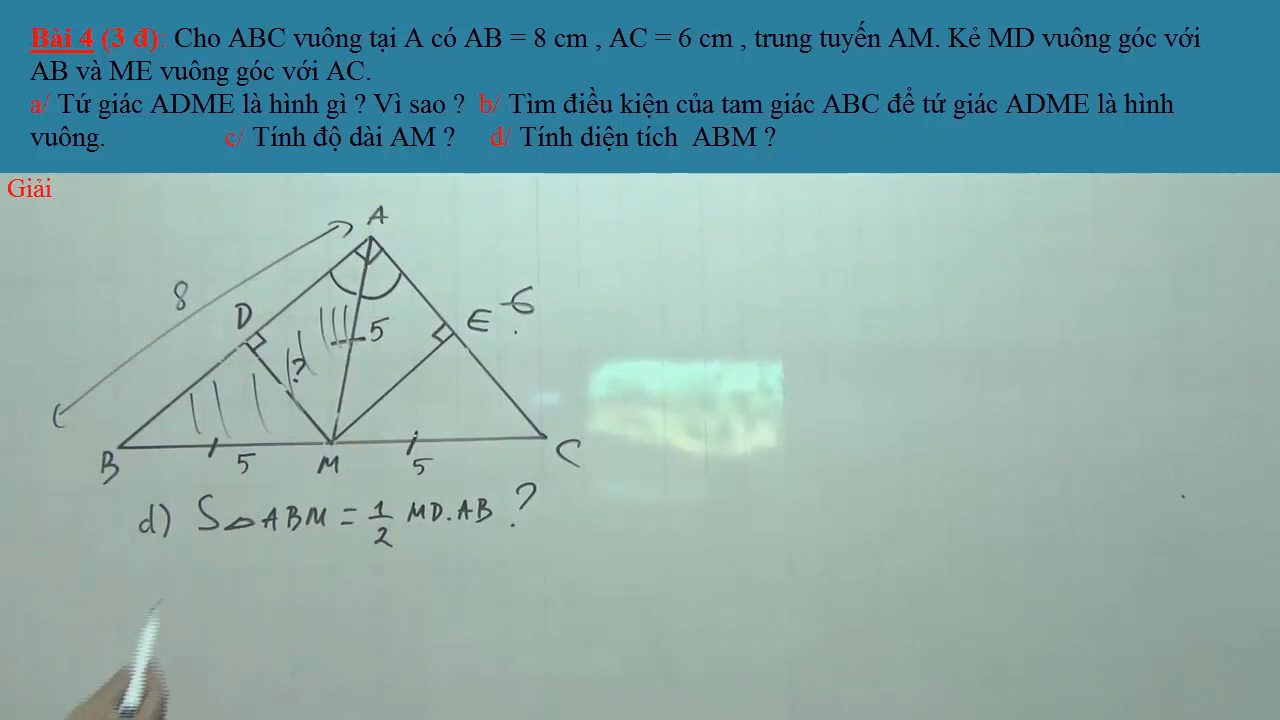 Bài 4 (3 đ): Cho ABC vuông tại A có AB = 8 cm , AC = 6 cm , trung tuyến AM. Kẻ MD vuông góc với
AB và ME vuông góc với AC.
a/ Tứ giác ADME là hình gì ? Vì sao ? b/ Tìm điều kiện của tam giác ABC để tứ giác ADME là hình
vuông. c/ Tính độ dài AM ? d/ Tính diện tích ABM ?
Giải
A
8
D
E
6
5
?
B
5
M
5
C
d) S△ABM = 1/2 MD.AB ?